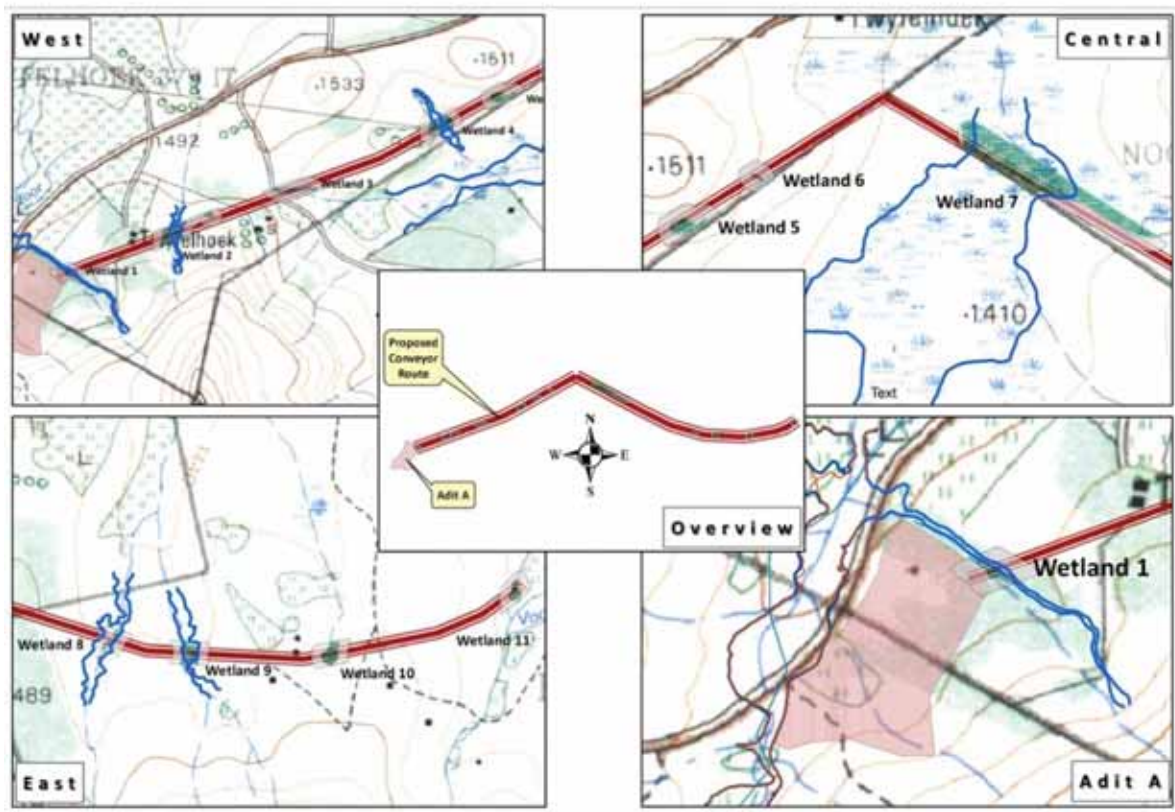 West
1533
1511
1492
Wetland 4
Wetland 3
Wetland 2
Wetland 1
Central
1511
Wetland 6
Wetland 5
Wetland 7
1410
Text
Proposed
Conveyor
Route
Adit A
N
W E
S
Overview
Wetland 8
Wetland 9
Wetland 10
Wetland 11
489
East
Wetland 1
Adit A